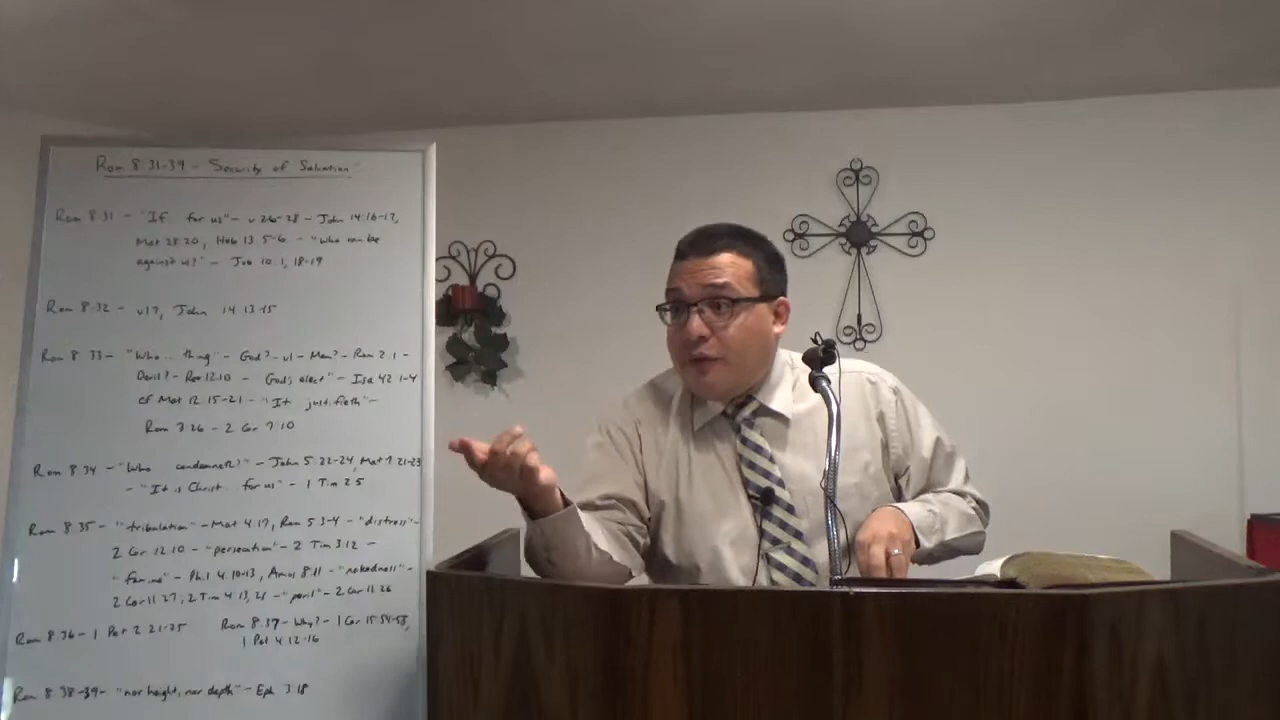 Rom 8:31-39 - "Security of Salvation"
Rom 8:31 - "If for us" - v 26-28 - John 14:16-17,
Mat 28:20, Heb 13:5-6 - "Who can be
against us?" - Job 10:1, 18-19
Rom 8:32 - v17, John 14:13-15
Rom 8:33 - "Who... thing" - God? - v1 - Men? - Rom 2:1 -
Devil? - Rev 12:10 - "God's elect" - Isa 42:1-4
cf Mat 12:15-21 - "It justifieth" -
Rom 3:26 - 2 Cor 7:10
Rom 8:34 - "Who condemneth?" - John 5:22-24, Mat 7:21-23
- "It is Christ... for us" - 1 Tim 2:5
Rom 8:35 - "tribulation" - Mat 4:17, Rom 5:3-4 - "distress" -
2 Cor 12:10 - "persecution" - 2 Tim 3:12 -
"famine" - Phil 4:10-13, Amos 8:11 - "nakedness" -
2 Cor 11:27, 2 Tim 4:13, 21 - "peril" - 2 Cor 11:26
Rom 8:36 - 1 Pet 2:21-25 Rom 8:37 - Why? - 1 Cor 15:54-58,
1 Pet 4:12-16
Rom 8:38-39 - "nor height, nor depth" - Eph 3:18